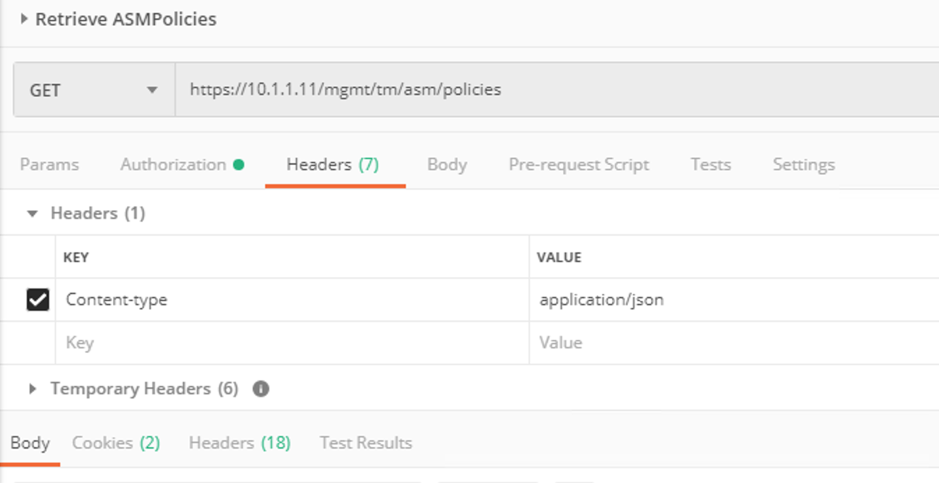 Retrieve ASMPolicies
GET https://10.1.1.11/mgmt/tm/asm/policies
Params Authorization Headers (7) Body Pre-request Script Tests Settings
Headers (1)
KEY VALUE
Content-type application/json
Key Value
Temporary Headers (6)
Body Cookies (2) Headers (18) Test Results